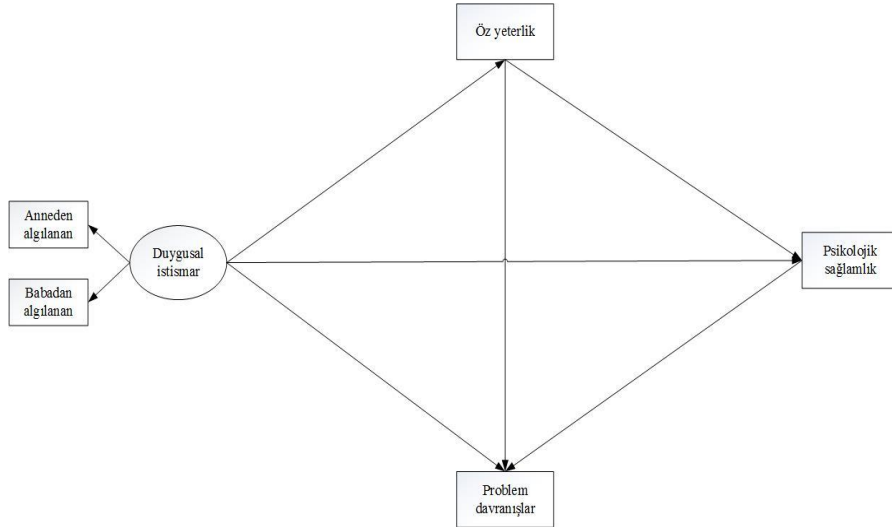 Öz yeterlik
Anneden
algılanan
Duygusal
istismar
Babadan
algılanan
Psikolojik
sağlamlık
Problem
davranışlar